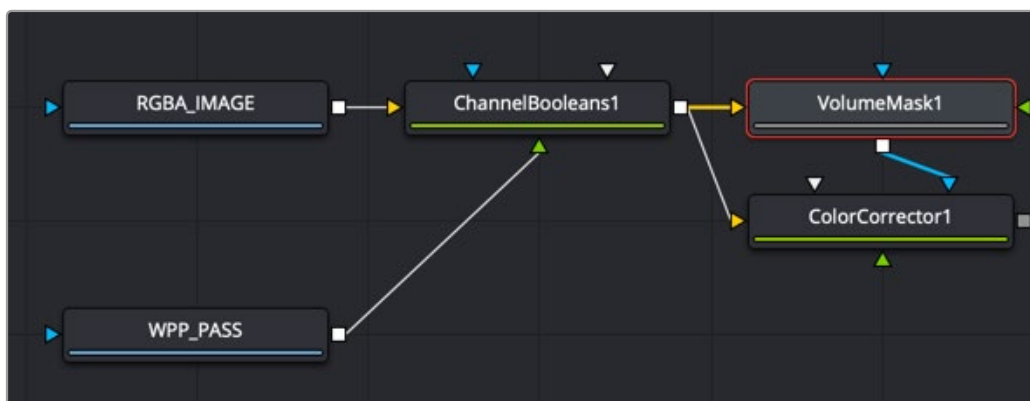 RGBA_IMAGE
ChannelBooleans1
VolumeMask1
ColorCorrector1
WPP_PASS